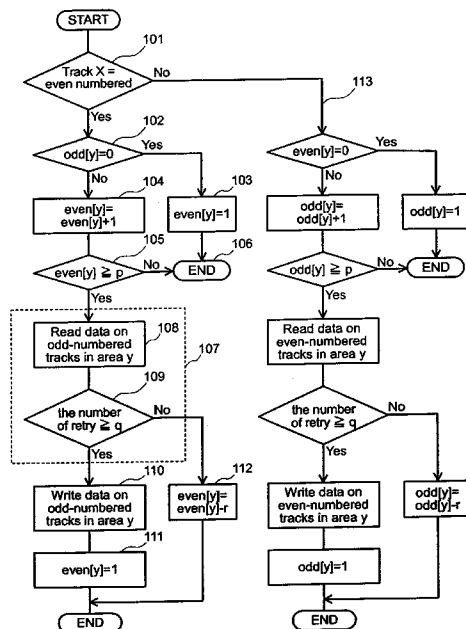 START
101
Track X =
even numbered
No
113
Yes
102
odd[y]=0
Yes
No
104
103
even[y]=
even[y]+1
even[y]=1
105
106
even[y] ≧ p
No
END
Yes
108
107
Read data on
odd-numbered
tracks in area y
109
the number
of retry ≧ q
No
Yes
110
112
Write data on
odd-numbered
tracks in area y
even[y]=
even[y]-r
111
even[y]=1
END
even[y]=0
Yes
No
odd[y]=
odd[y]+1
odd[y]=1
odd[y] ≧ p
No
END
Yes
Read data on
even-numbered
tracks in area y
the number
of retry ≧ q
No
Yes
Write data on
even-numbered
tracks in area y
odd[y]=
odd[y]-r
odd[y]=1
END